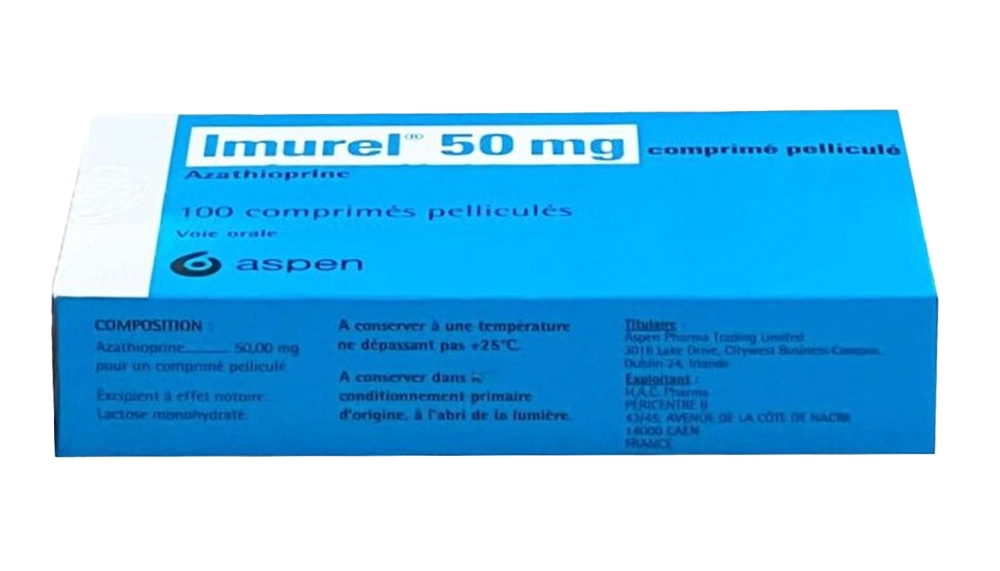 Imurel® 50 mg comprimé pelliculé
Azathioprine
100 comprimés pelliculés
Voie orale
aspen
COMPOSITION :
Azathioprine 50,00 mg
pour un comprimé pelliculé
Excipient à effet notoire
Lactose monohydraté.
A conserver à une température
ne dépassant pas +25°C.
A conserver dans
conditionnement primaire
d'origine, à l'abri de la lumière.
Titulaire :
Aspen Pharma Trading Limited
3016 Lake Drive, Citywest Business Campus,
Dublin 24, Irlande
Exploitant :
H.A.C. Pharma
PÉRICENTRE II
43/45, AVENUE DE LA CÔTE DE NACRE
14000 CAEN
FRANCE